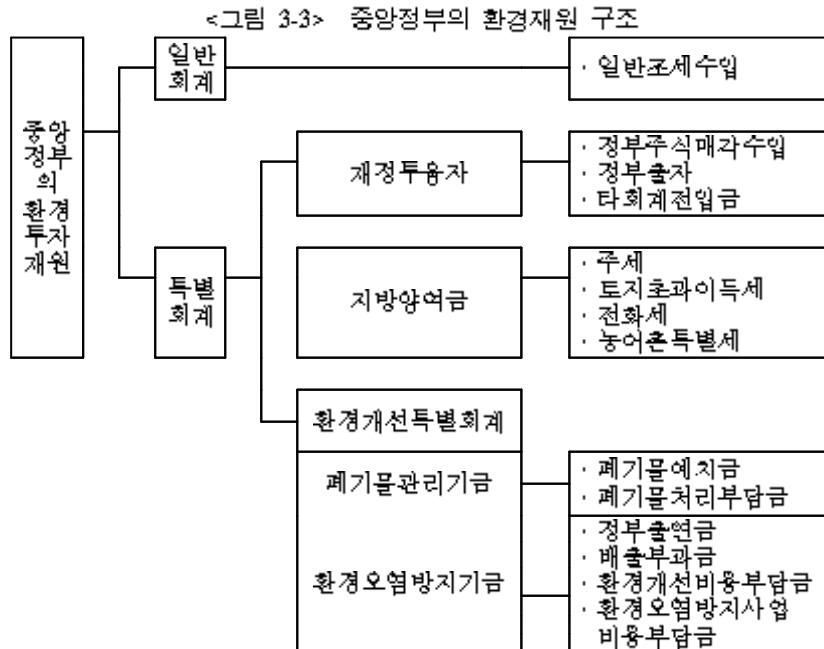 <그림 3-3> 중앙정부의 환경재원 구조
중앙
정부
의
환경
투자
재원
일반
회계
· 일반조세수입
특별
회계
재정투융자
· 정부주식매각수입
· 정부출자
· 타회계전입금
지방양여금
· 주세
· 토지초과이득세
· 전화세
· 농어촌특별세
환경개선특별회계
폐기물관리기금
· 폐기물예치금
· 폐기물처리부담금
환경오염방지기금
· 정부출연금
· 배출부과금
· 환경개선비용부담금
· 환경오염방지사업
비용부담금